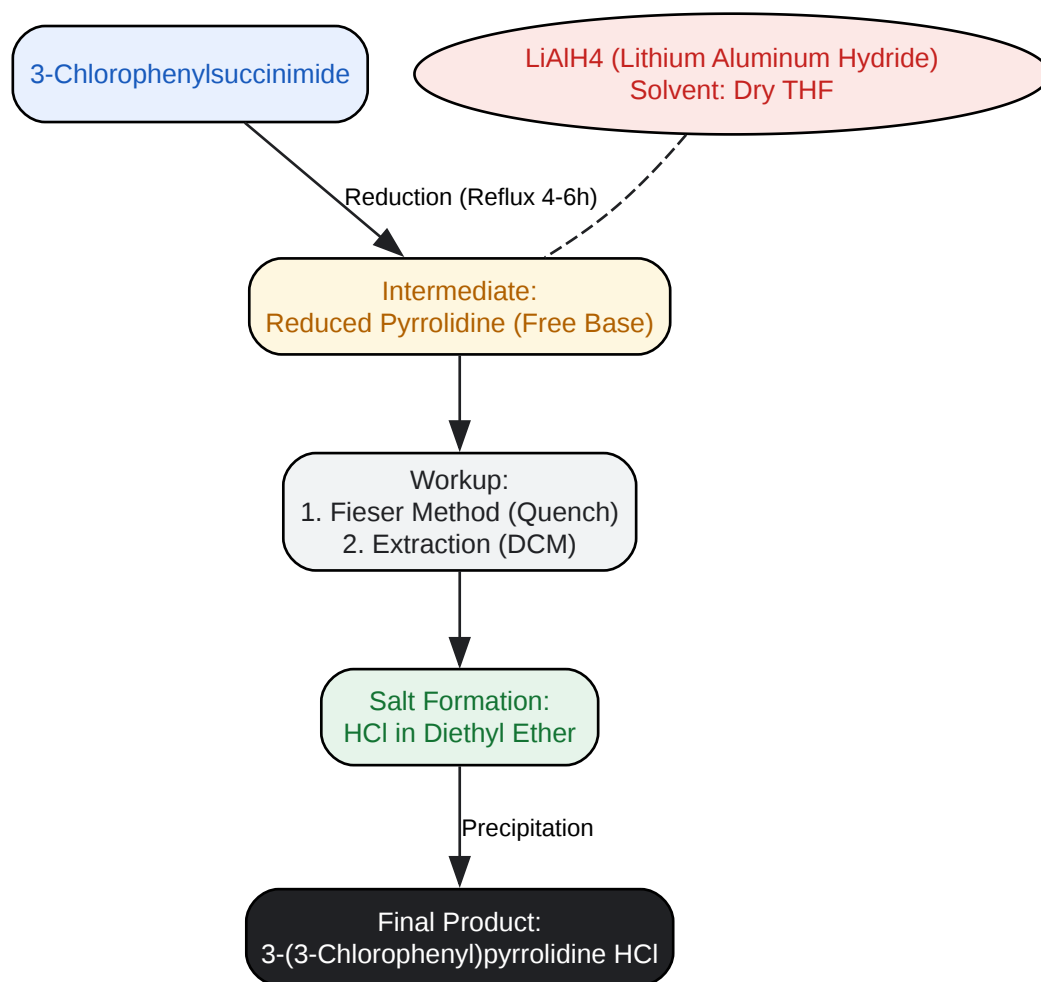 3-Chlorophenylsuccinimide
LiAlH4 (Lithium Aluminum Hydride)
Solvent: Dry THF
Reduction (Reflux 4-6h)
Intermediate:
Reduced Pyrrolidine (Free Base)
Workup:
1. Fieser Method (Quench)
2. Extraction (DCM)
Salt Formation:
HCl in Diethyl Ether
Precipitation
Final Product:
3-(3-Chlorophenyl)pyrrolidine HCl